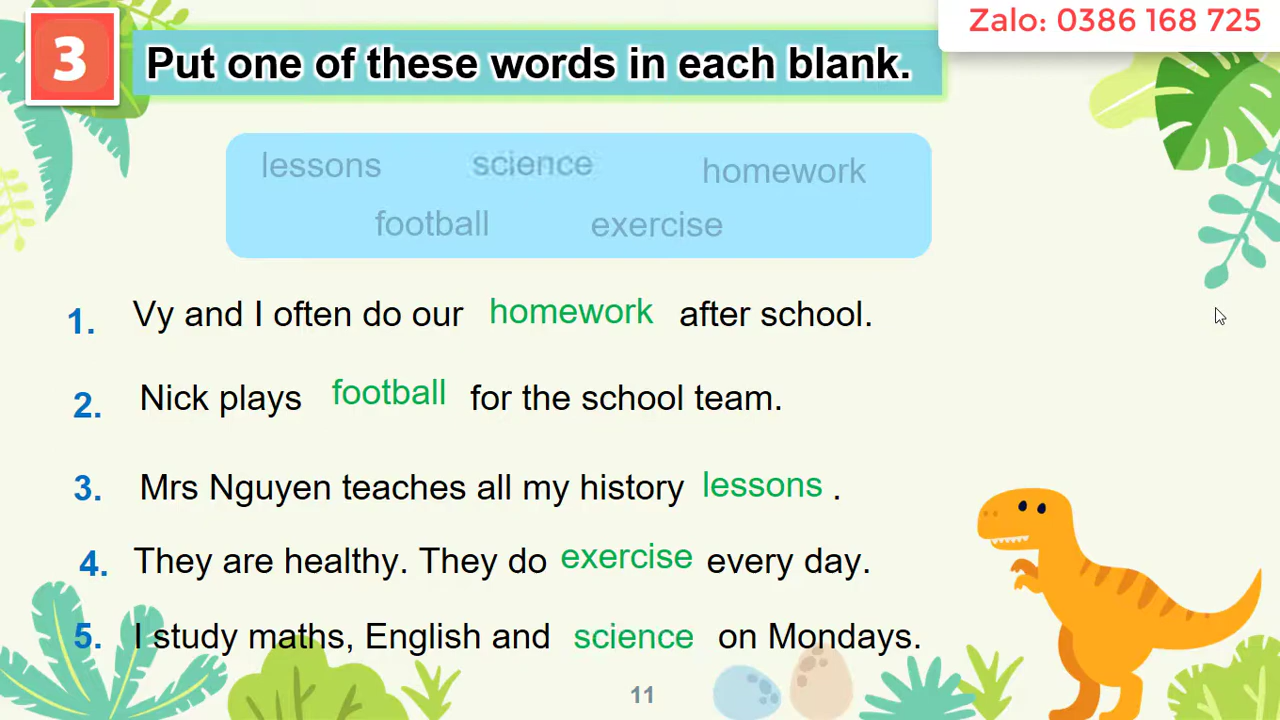 Zalo: 0386 168 725
3 Put one of these words in each blank.
lessons science homework
football exercise
1. Vy and I often do our homework after school.
2. Nick plays football for the school team.
3. Mrs Nguyen teaches all my history lessons .
4. They are healthy. They do exercise every day.
5. I study maths, English and science on Mondays.
11